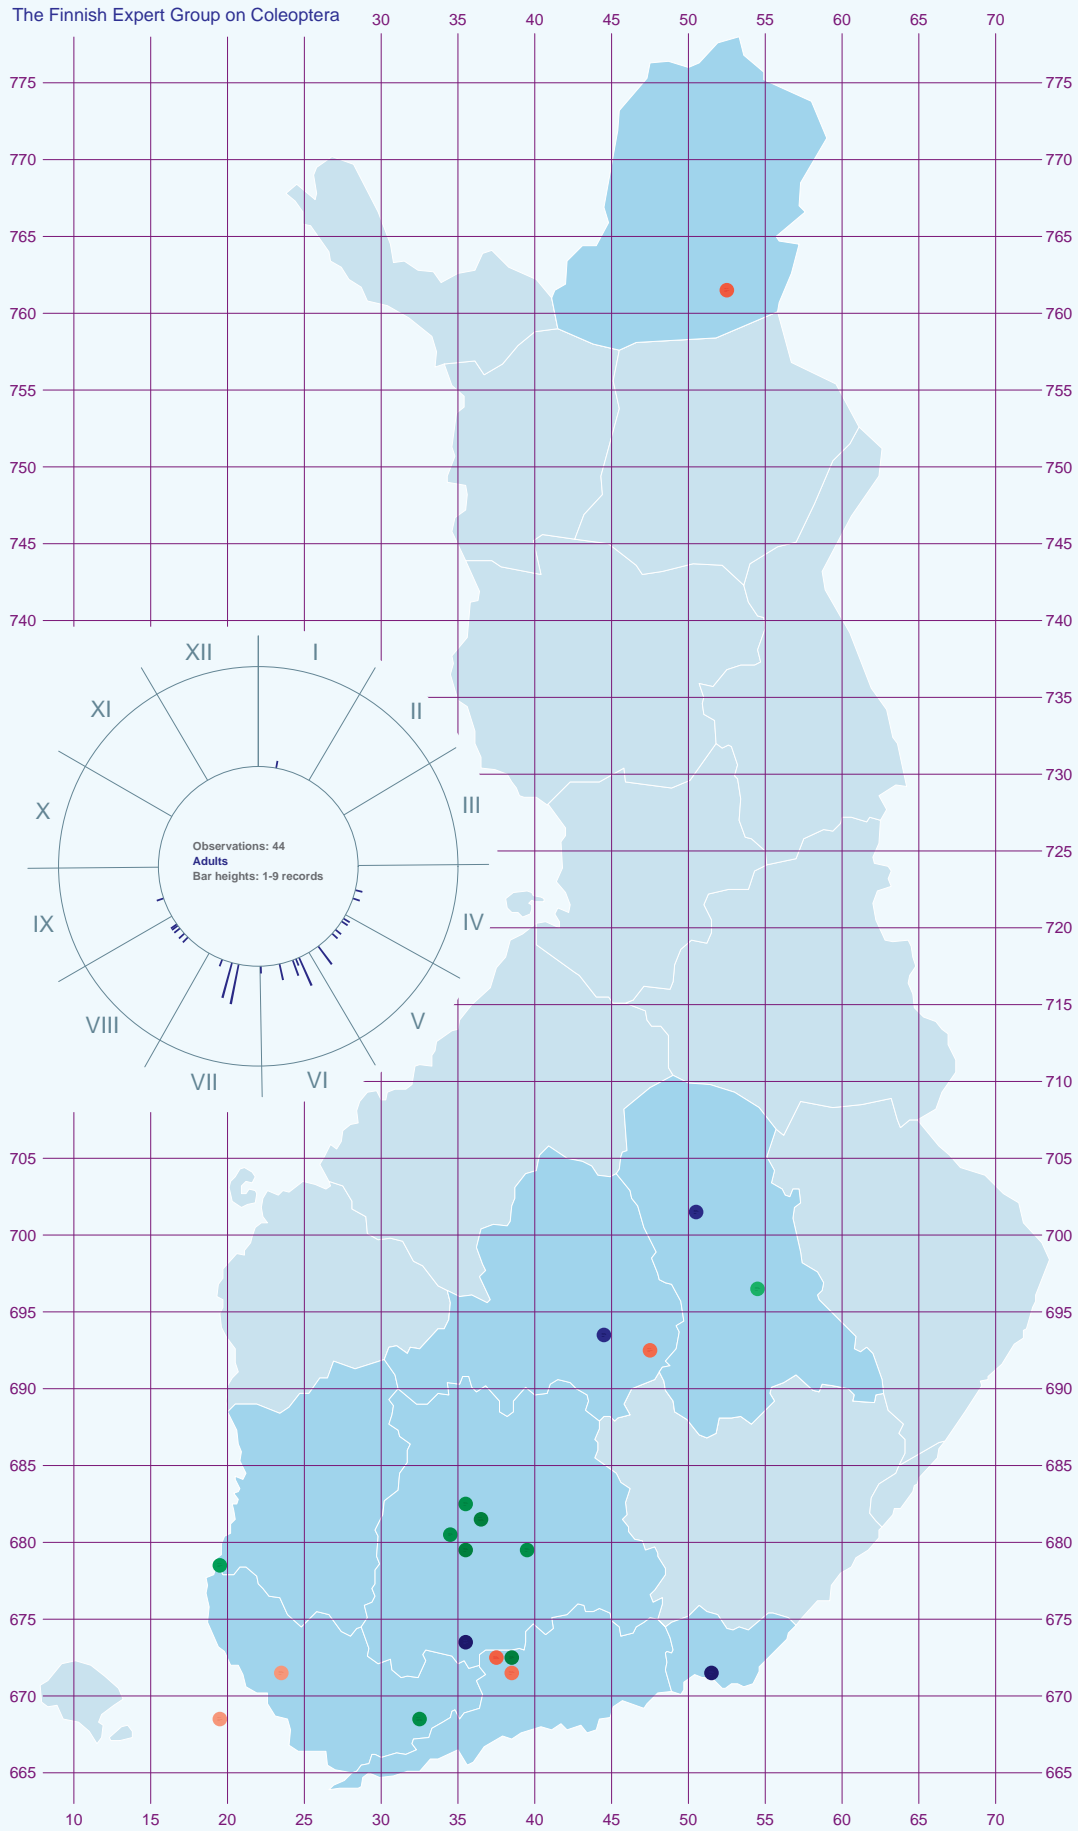 The Finnish Expert Group on Coleoptera
30 35 40 45 50 55 60 65 70
775 775
770 770
765 765
760 760
755 755
750 750
745 745
740 740
XII I
XI II
735
X III
730
Observations: 44
Adults
Bar heights: 1-9 records
725
IX IV
720
VIII V
715
VII VI
710
705 705
700 700
695 695
690 690
685 685
680 680
675 675
670 670
665 665
10 15 20 25 30 35 40 45 50 55 60 65 70